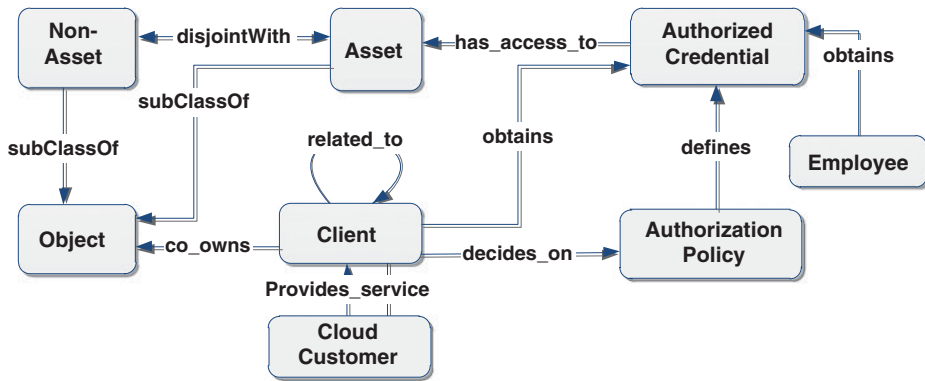 Non-
Asset
disjointWith
Asset
has_access_to
Authorized
Credential
obtains
subClassOf
subClassOf
related_to
obtains
defines
Employee
Object
co_owns
Client
decides_on
Authorization
Policy
Provides_service
Cloud
Customer